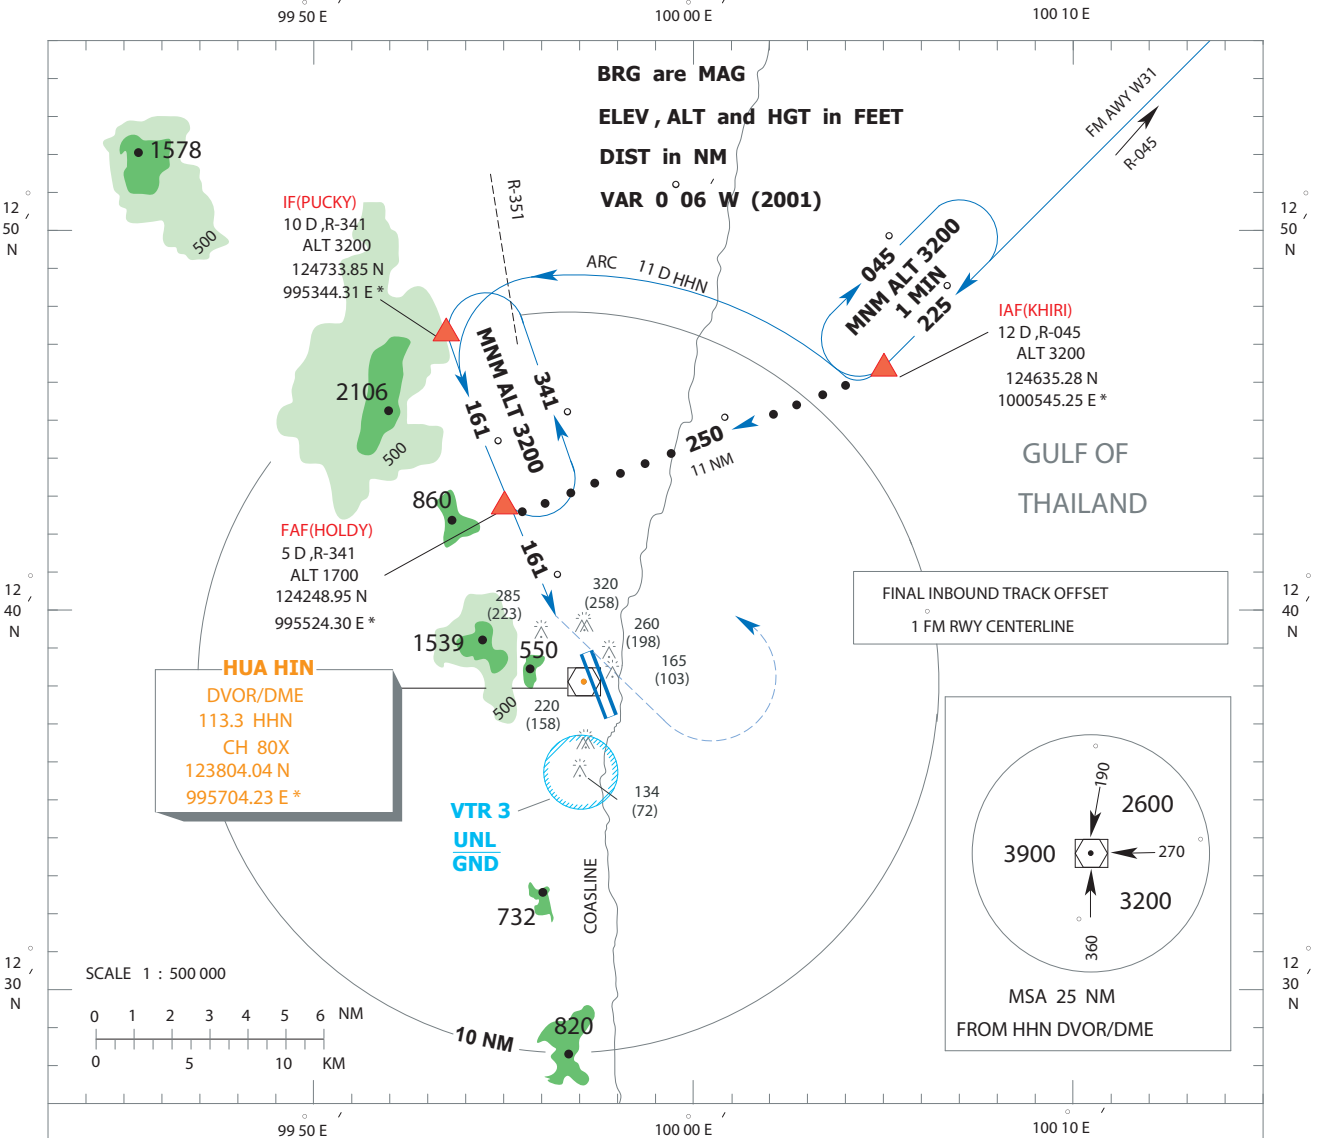 99 50 E
100 00 E
100 10 E
BRG are MAG
ELEV , ALT and HGT in FEET
DIST in NM
VAR 0° 06′ W (2001)
FM AWY W31
R-045
1578
500
12° 50′ N
12° 50′ N
IF(PUCKY)
10 D ,R-341
ALT 3200
124733.85 N
995344.31 E *
R-351
ARC 11 D HHN
045°
MNM ALT 3200
1 MIN
225°
IAF(KHIRI)
12 D ,R-045
ALT 3200
124635.28 N
1000545.25 E *
2106
500
161°
MNM ALT 3200
341°
250°
11 NM
GULF OF
THAILAND
860
FAF(HOLDY)
5 D ,R-341
ALT 1700
124248.95 N
995524.30 E *
161°
12° 40′ N
12° 40′ N
285
(223)
320
(258)
260
(198)
165
(103)
FINAL INBOUND TRACK OFFSET
1° FM RWY CENTERLINE
1539
550
500
220
(158)
HUA HIN
DVOR/DME
113.3 HHN
CH 80X
123804.04 N
995704.23 E *
134
(72)
VTR 3
UNL
GND
COASLINE
732
820
10 NM
190°
2600
3900
270°
3200
360°
MSA 25 NM
FROM HHN DVOR/DME
12° 30′ N
12° 30′ N
SCALE 1 : 500 000
0 1 2 3 4 5 6 NM
0 5 10 KM
99° 50′ E
100° 00′ E
100° 10′ E